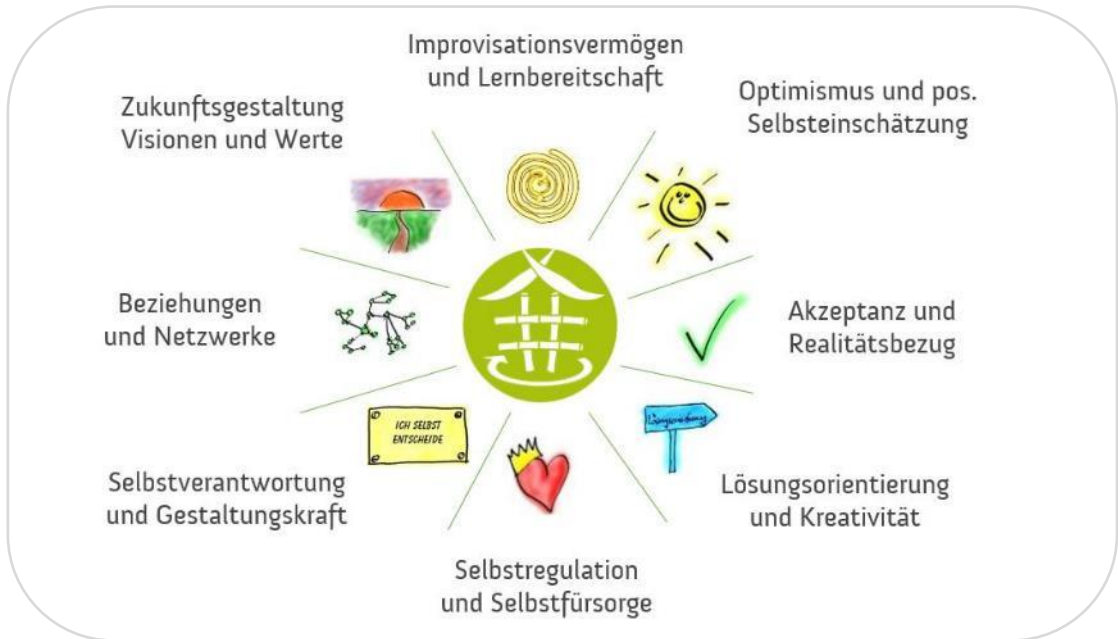 Improvisationsvermögen
und Lernbereitschaft
Optimismus und pos.
Selbsteinschätzung
Akzeptanz und
Realitätsbezug
Lösungsorientierung
und Kreativität
Selbstregulation
und Selbstfürsorge
Selbstverantwortung
und Gestaltungskraft
Beziehungen
und Netzwerke
Zukunftsgestaltung
Visionen und Werte
ICH SELBST
ENTSCHEIDE